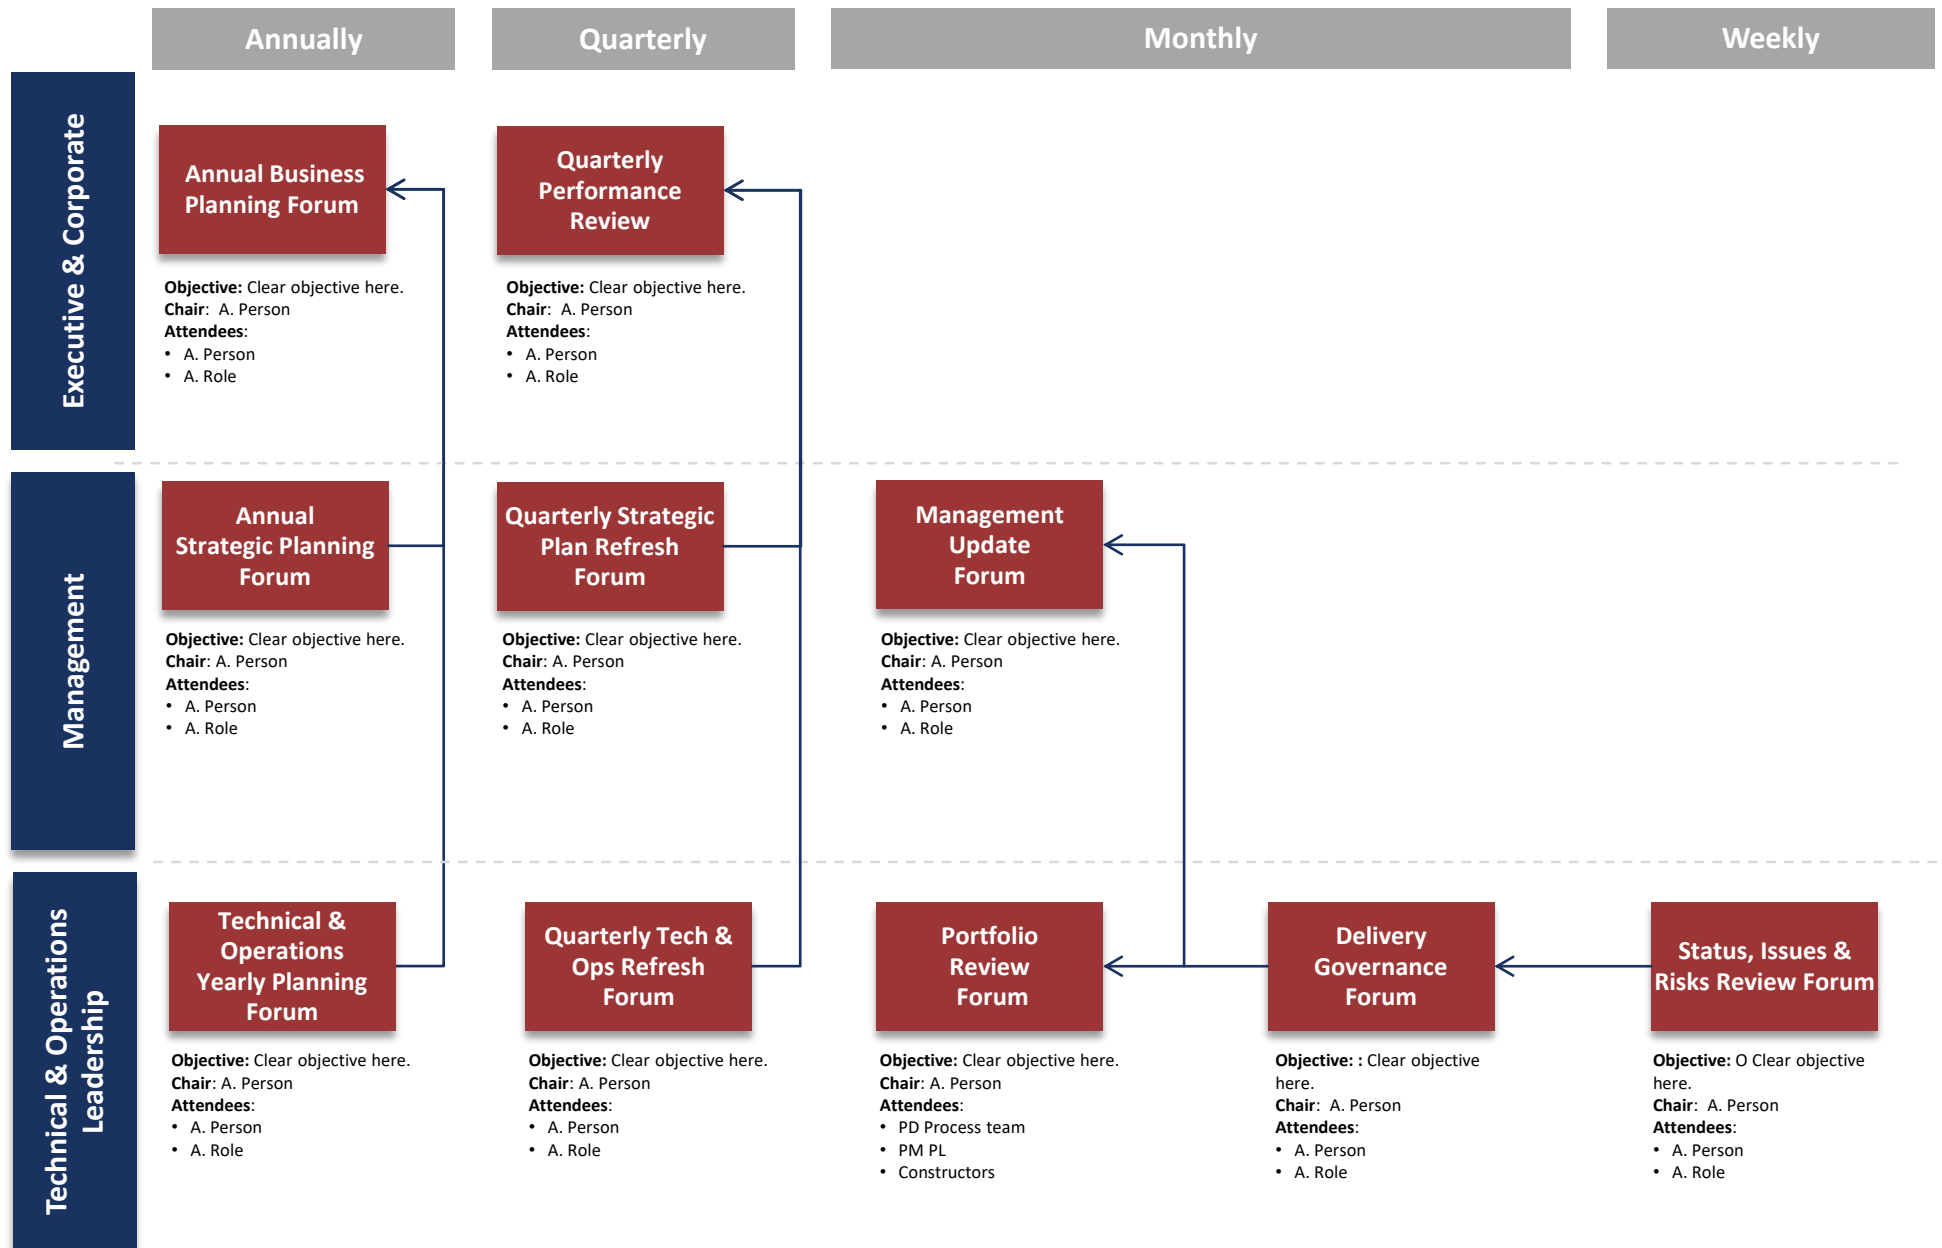 Annually
Quarterly
Monthly
Weekly
Executive & Corporate
Annual Business
Planning Forum
Objective: Clear objective here.
Chair:  A. Person
Attendees:
• A. Person
• A. Role
Quarterly
Performance
Review
Objective: Clear objective here.
Chair:  A. Person
Attendees:
• A. Person
• A. Role
Management
Annual
Strategic Planning
Forum
Objective: Clear objective here.
Chair: A. Person
Attendees:
• A. Person
• A. Role
Quarterly Strategic
Plan Refresh
Forum
Objective: Clear objective here.
Chair: A. Person
Attendees:
• A. Person
• A. Role
Management
Update
Forum
Objective: Clear objective here.
Chair: A. Person
Attendees:
• A. Person
• A. Role
Technical & Operations
Leadership
Technical &
Operations
Yearly Planning
Forum
Objective: Clear objective here.
Chair: A. Person
Attendees:
• A. Person
• A. Role
Quarterly Tech &
Ops Refresh
Forum
Objective: Clear objective here.
Chair: A. Person
Attendees:
• A. Person
• A. Role
Portfolio
Review
Forum
Objective: Clear objective here.
Chair: A. Person
Attendees:
• PD Process team
• PM PL
• Constructors
Delivery
Governance
Forum
Objective: : Clear objective
here.
Chair:  A. Person
Attendees:
• A. Person
• A. Role
Status, Issues &
Risks Review Forum
Objective: O Clear objective
here.
Chair:  A. Person
Attendees:
• A. Person
• A. Role